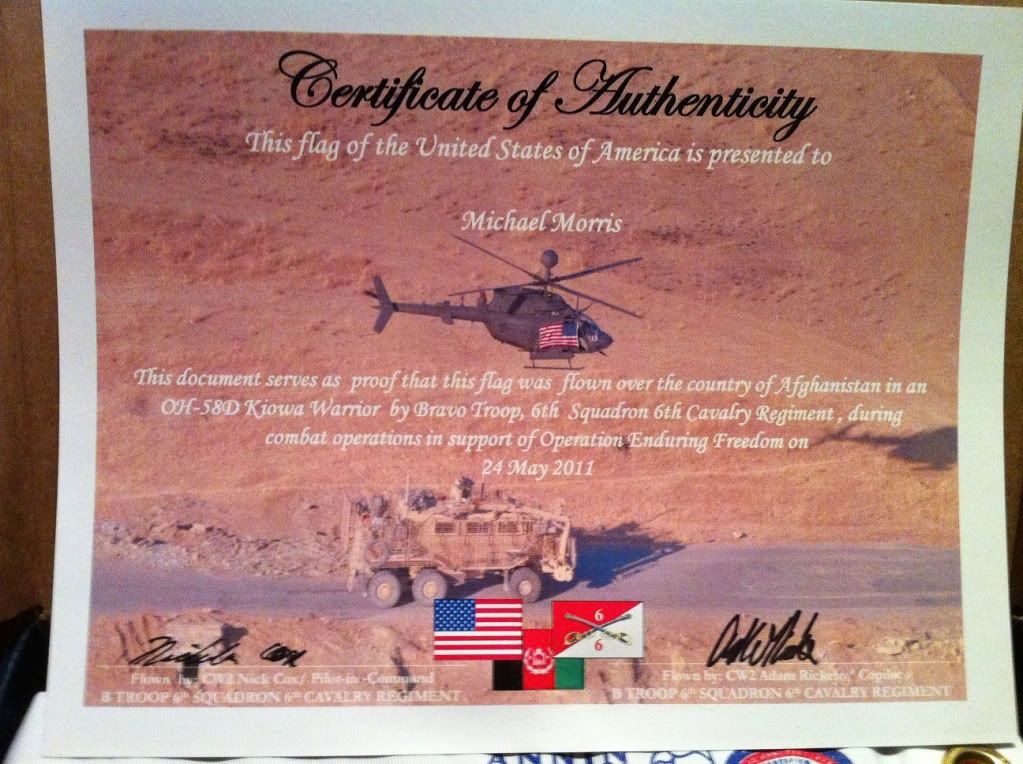 Certificate of Authenticity
This flag of the United States of America is presented to
Michael Morris
This document serves as proof that this flag was flown over the country of Afghanistan in an
OH-58D Kiowa Warrior by Bravo Troop, 6th Squadron 6th Cavalry Regiment , during
combat operations in support of Operation Enduring Freedom on
24 May 2011
6
6
Flown by: CW2 Nick Cox/ Pilot-in-Command
B TROOP 6th SQUADRON 6th CAVALRY REGIMENT
Flown by: CW2 Adam / Copilot
B TROOP 6th SQUADRON 6th CAVALRY REGIMENT
ANNIN